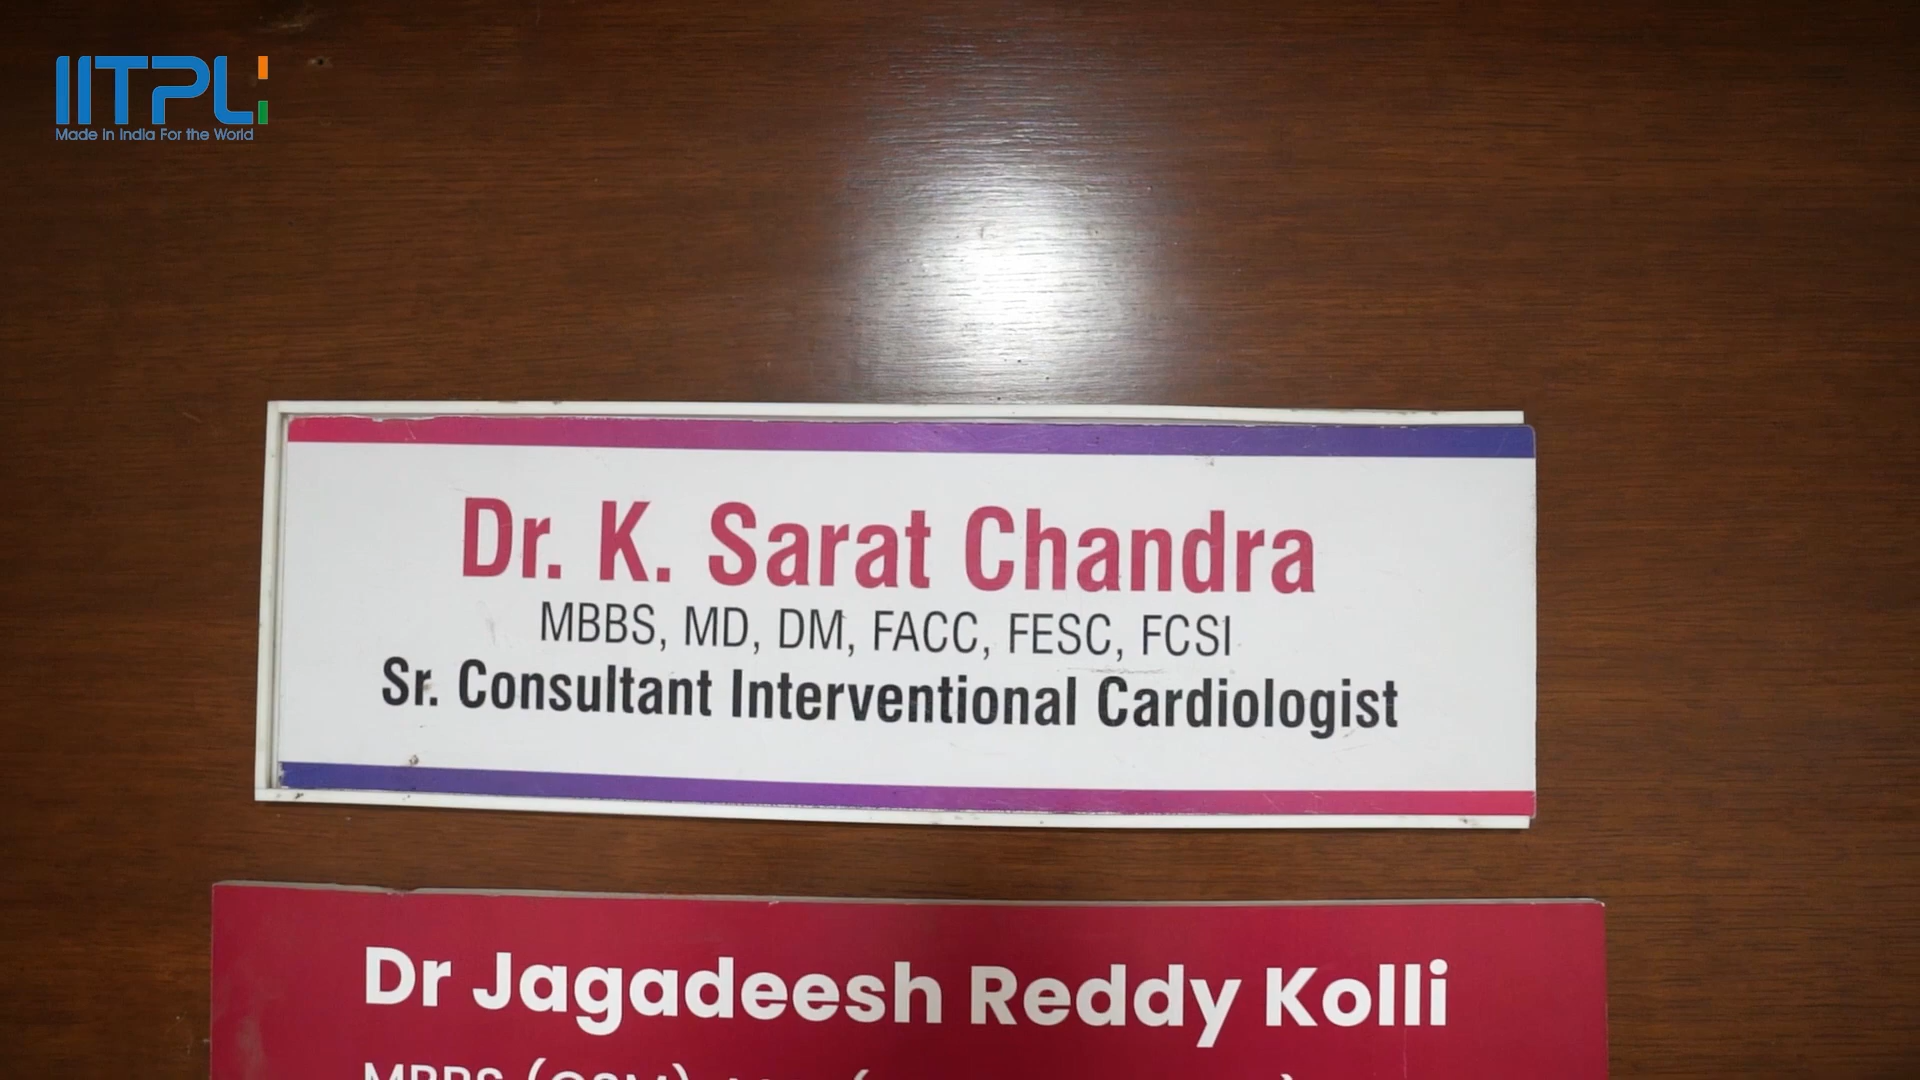 IITPL
Made in India For the World
Dr. K. Sarat Chandra
MBBS, MD, DM, FACC, FESC, FCSI
Sr. Consultant Interventional Cardiologist
Dr Jagadeesh Reddy Kolli